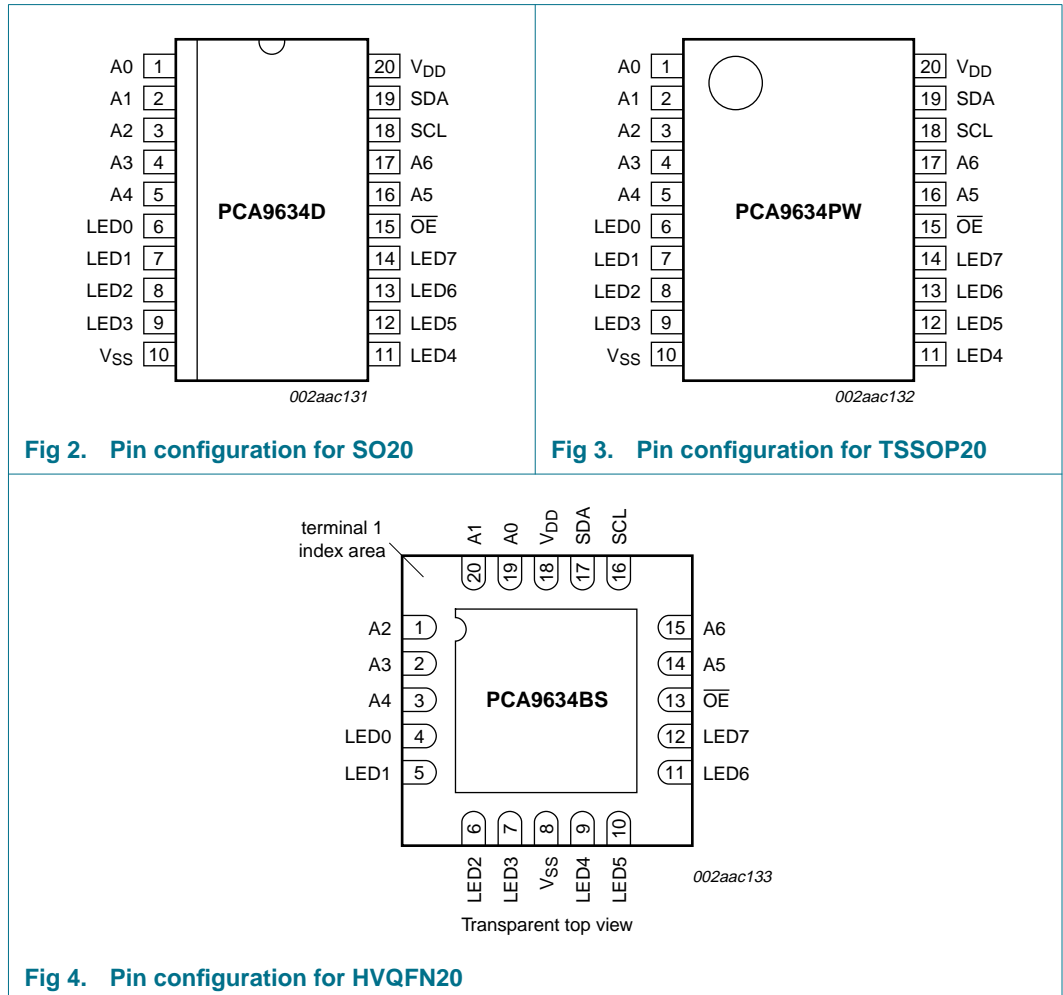 A0 1
A1 2
A2 3
A3 4
A4 5
LED0 6
LED1 7
LED2 8
LED3 9
VSS 10
PCA9634D
20 VDD
19 SDA
18 SCL
17 A6
16 A5
15 OE
14 LED7
13 LED6
12 LED5
11 LED4
002aac131
Fig 2. Pin configuration for SO20
A0 1
A1 2
A2 3
A3 4
A4 5
LED0 6
LED1 7
LED2 8
LED3 9
VSS 10
PCA9634PW
20 VDD
19 SDA
18 SCL
17 A6
16 A5
15 OE
14 LED7
13 LED6
12 LED5
11 LED4
002aac132
Fig 3. Pin configuration for TSSOP20
terminal 1
index area
A1 20
A0 19
VDD 18
SDA 17
SCL 16
A2 1
A3 2
A4 3
LED0 4
LED1 5
PCA9634BS
15 A6
14 A5
13 OE
12 LED7
11 LED6
LED2 6
LED3 7
VSS 8
LED4 9
LED5 10
002aac133
Transparent top view
Fig 4. Pin configuration for HVQFN20